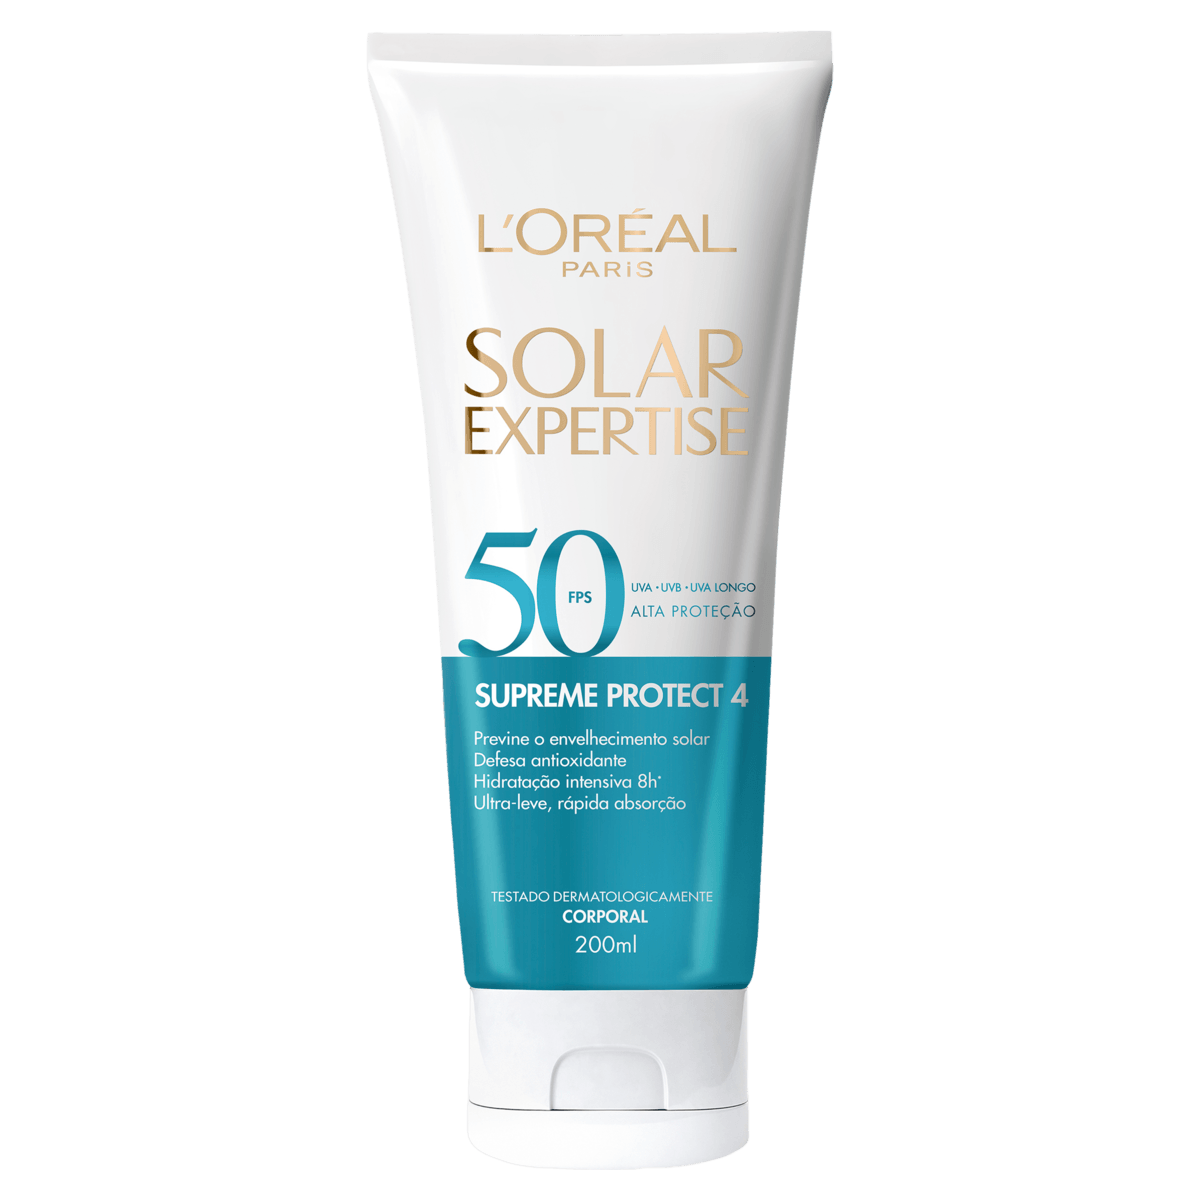 L'ORÉAL
PARIS
SOLAR
EXPERTISE
50
FPS
UVA • UVB • UVA LONGO
ALTA PROTEÇÃO
SUPREME PROTECT 4
Previne o envelhecimento solar
Defesa antioxidante
Hidratação intensiva 8h*
Ultra-leve, rápida absorção
TESTADO DERMATOLOGICAMENTE
CORPORAL
200ml